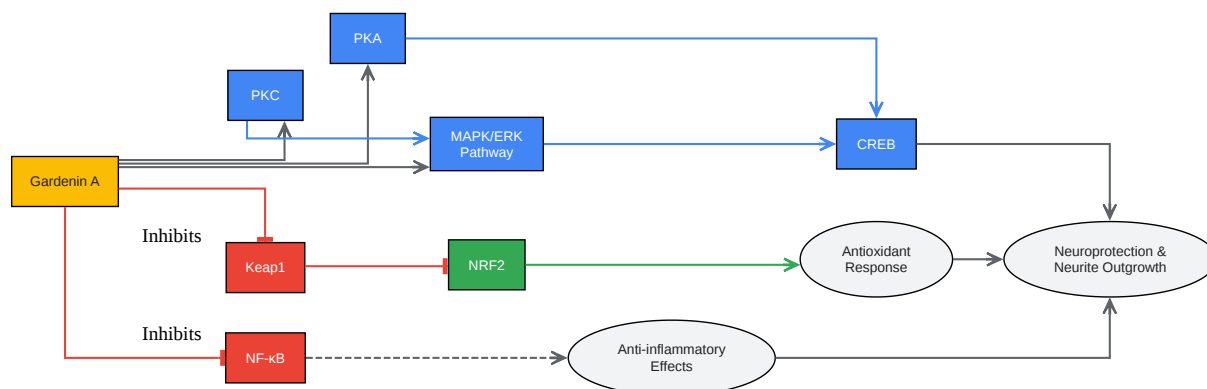 PKA
PKC
MAPK/ERK
Pathway
CREB
Gardenin A
Inhibits
Keap1
NRF2
Antioxidant
Response
Neuroprotection &
Neurite Outgrowth
Inhibits
NF-κB
Anti-inflammatory
Effects